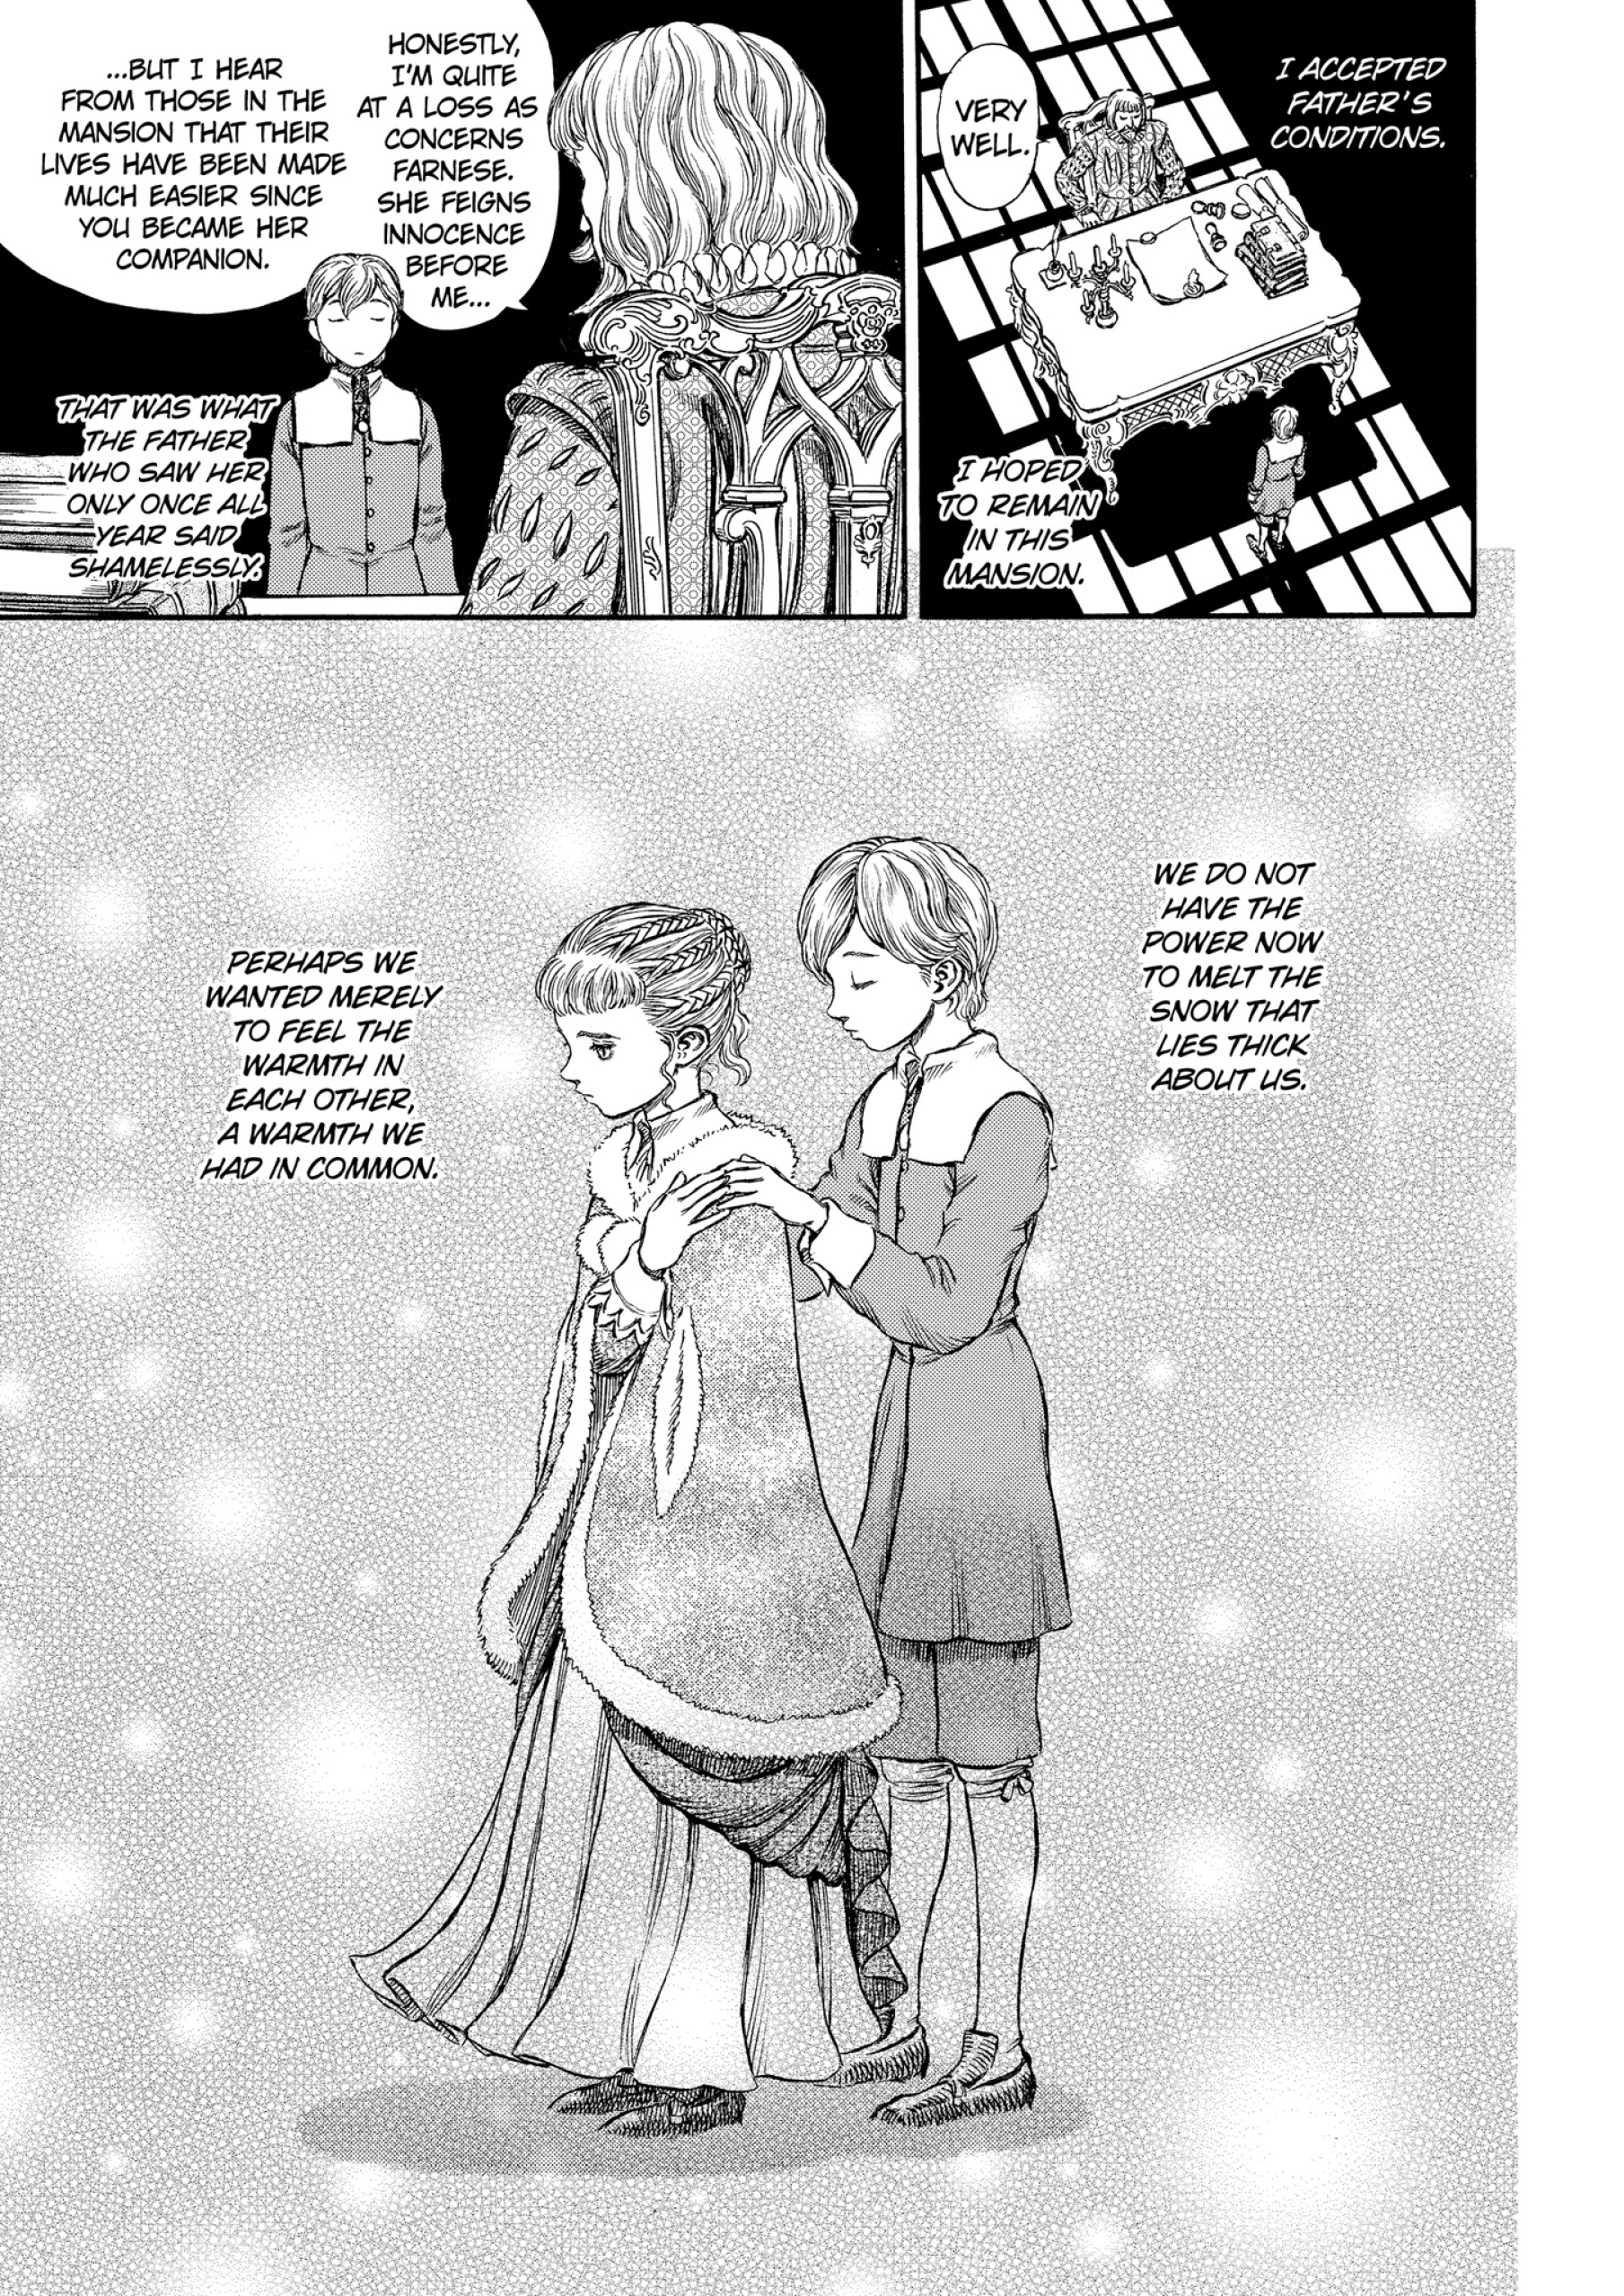 I ACCEPTED
FATHER'S
CONDITIONS.
VERY
WELL.
I HOPED
TO REMAIN
IN THIS
MANSION.
HONESTLY,
I'M QUITE
AT A LOSS AS
CONCERNS
FARNESE.
SHE FEIGNS
INNOCENCE
BEFORE
ME...
...BUT I HEAR
FROM THOSE IN THE
MANSION THAT THEIR
LIVES HAVE BEEN MADE
MUCH EASIER SINCE
YOU BECAME HER
COMPANION.
THAT WAS WHAT
THE FATHER
WHO SAW HER
ONLY ONCE ALL
YEAR SAID
SHAMELESSLY.
WE DO NOT
HAVE THE
POWER NOW
TO MELT THE
SNOW THAT
LIES THICK
ABOUT US.
PERHAPS WE
WANTED MERELY
TO FEEL THE
WARMTH IN
EACH OTHER,
A WARMTH WE
HAD IN COMMON.